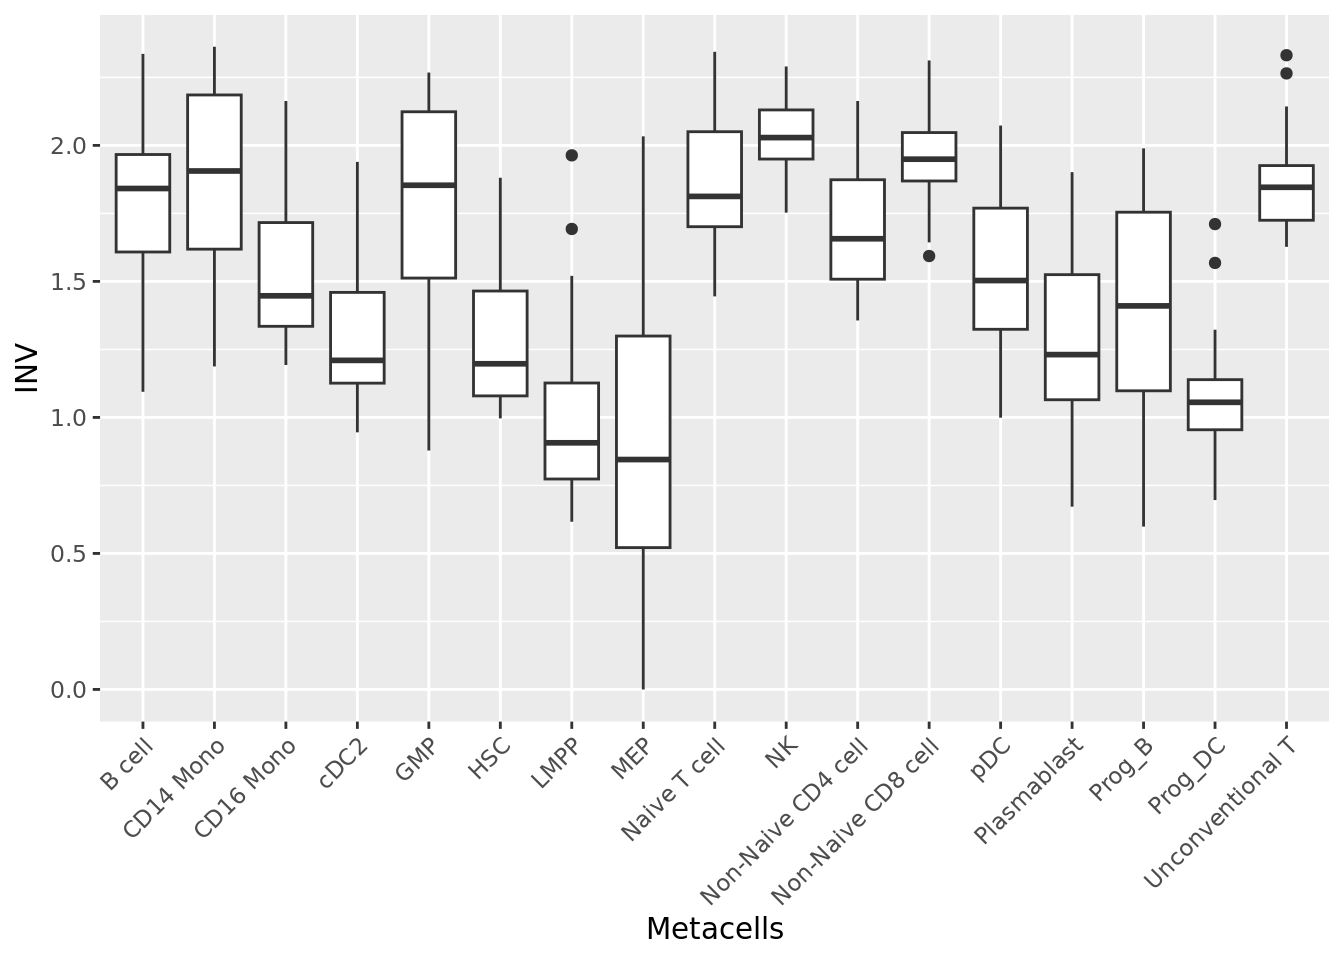 2.0
1.5
1.0
0.5
0.0
INV
B cell
CD14 Mono
CD16 Mono
cDC2
GMP
HSC
LMPP
MEP
Naive T cell
NK
Non-Naive CD4 cell
Non-Naive CD8 cell
pDC
Plasmablast
Prog_B
Prog_DC
Unconventional T
Metacells